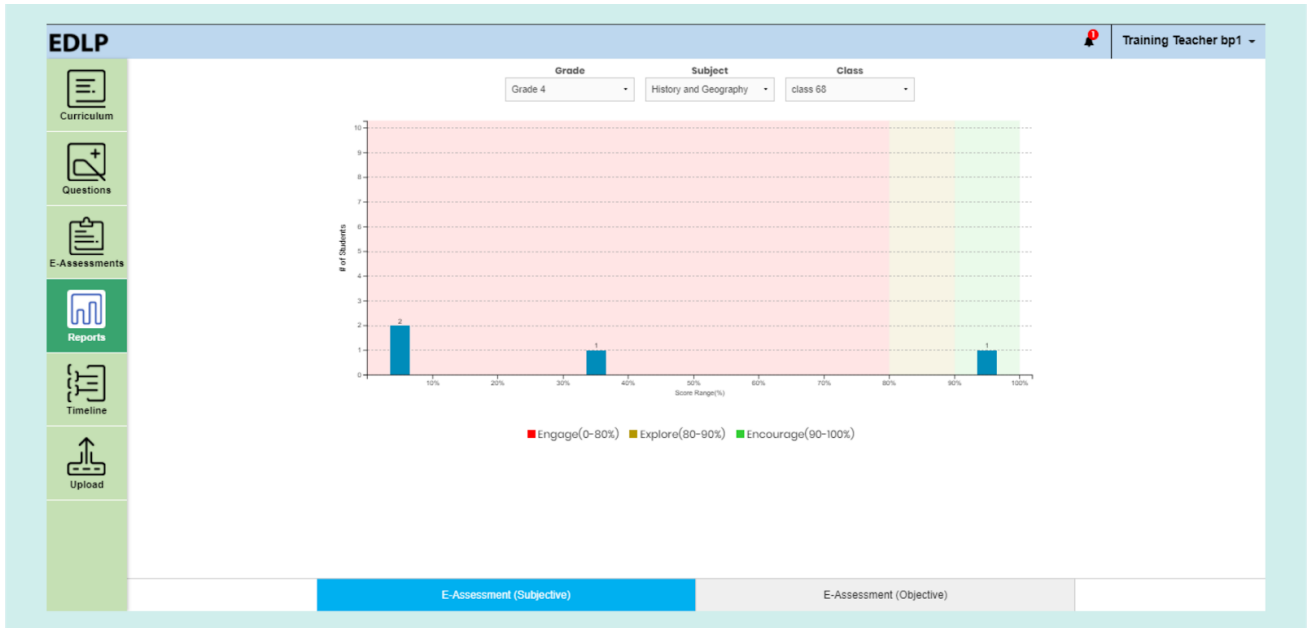 EDLP
1
Training Teacher bp1
Curriculum
Questions
E-Assessments
Reports
Timeline
Upload
Grade Subject Class
Grade 4 History and Geography class 68
# of Students
10
9
8
7
6
5
4
3
2
1
0
2
1
1
10% 20% 30% 40% 50% 60% 70% 80% 90% 100%
Score Range(%)
Engage(0-80%) Explore(80-90%) Encourage(90-100%)
E-Assessment (Subjective) E-Assessment (Objective)